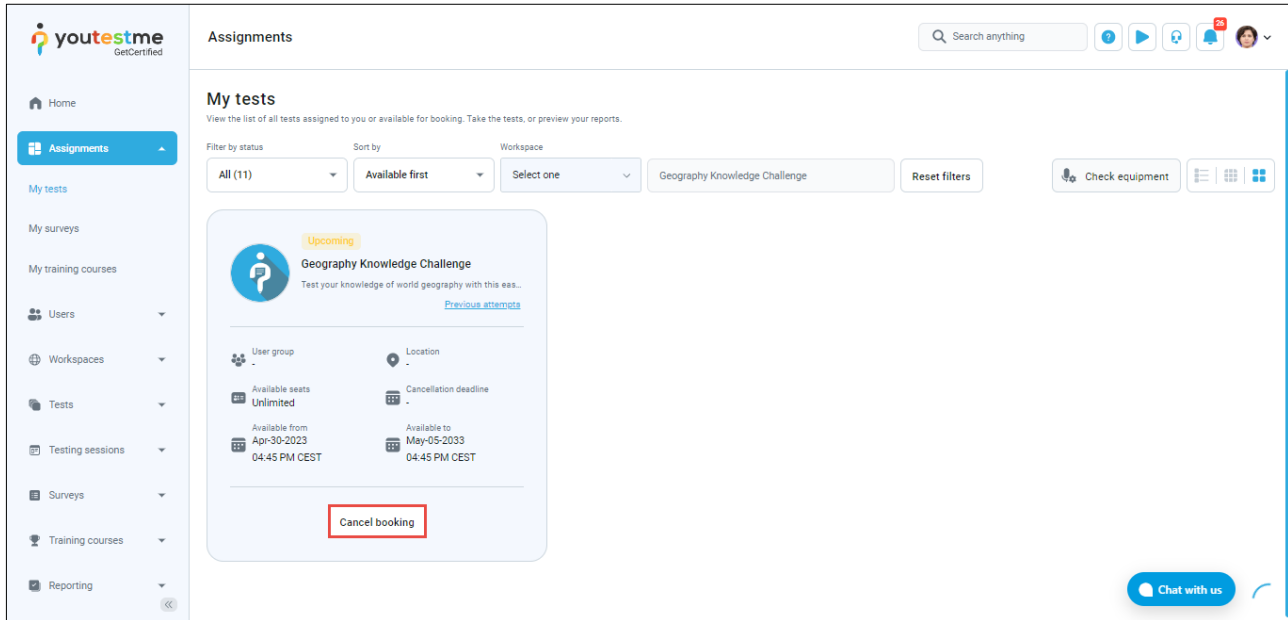 youtestme
GetCertified
Assignments
Search anything
?
26
Home
Assignments
My tests
My surveys
My training courses
Users
Workspaces
Tests
Testing sessions
Surveys
Training courses
Reporting
My tests
View the list of all tests assigned to you or available for booking. Take the tests, or preview your reports.
Filter by status
Sort by
Workspace
All (11)
Available first
Select one
Geography Knowledge Challenge
Reset filters
Check equipment
Upcoming
Geography Knowledge Challenge
Test your knowledge of world geography with this eas...
Previous attempts
User group
-
Location
-
Available seats
Unlimited
Cancellation deadline
-
Available from
Apr-30-2023
04:45 PM CEST
Available to
May-05-2033
04:45 PM CEST
Cancel booking
Chat with us